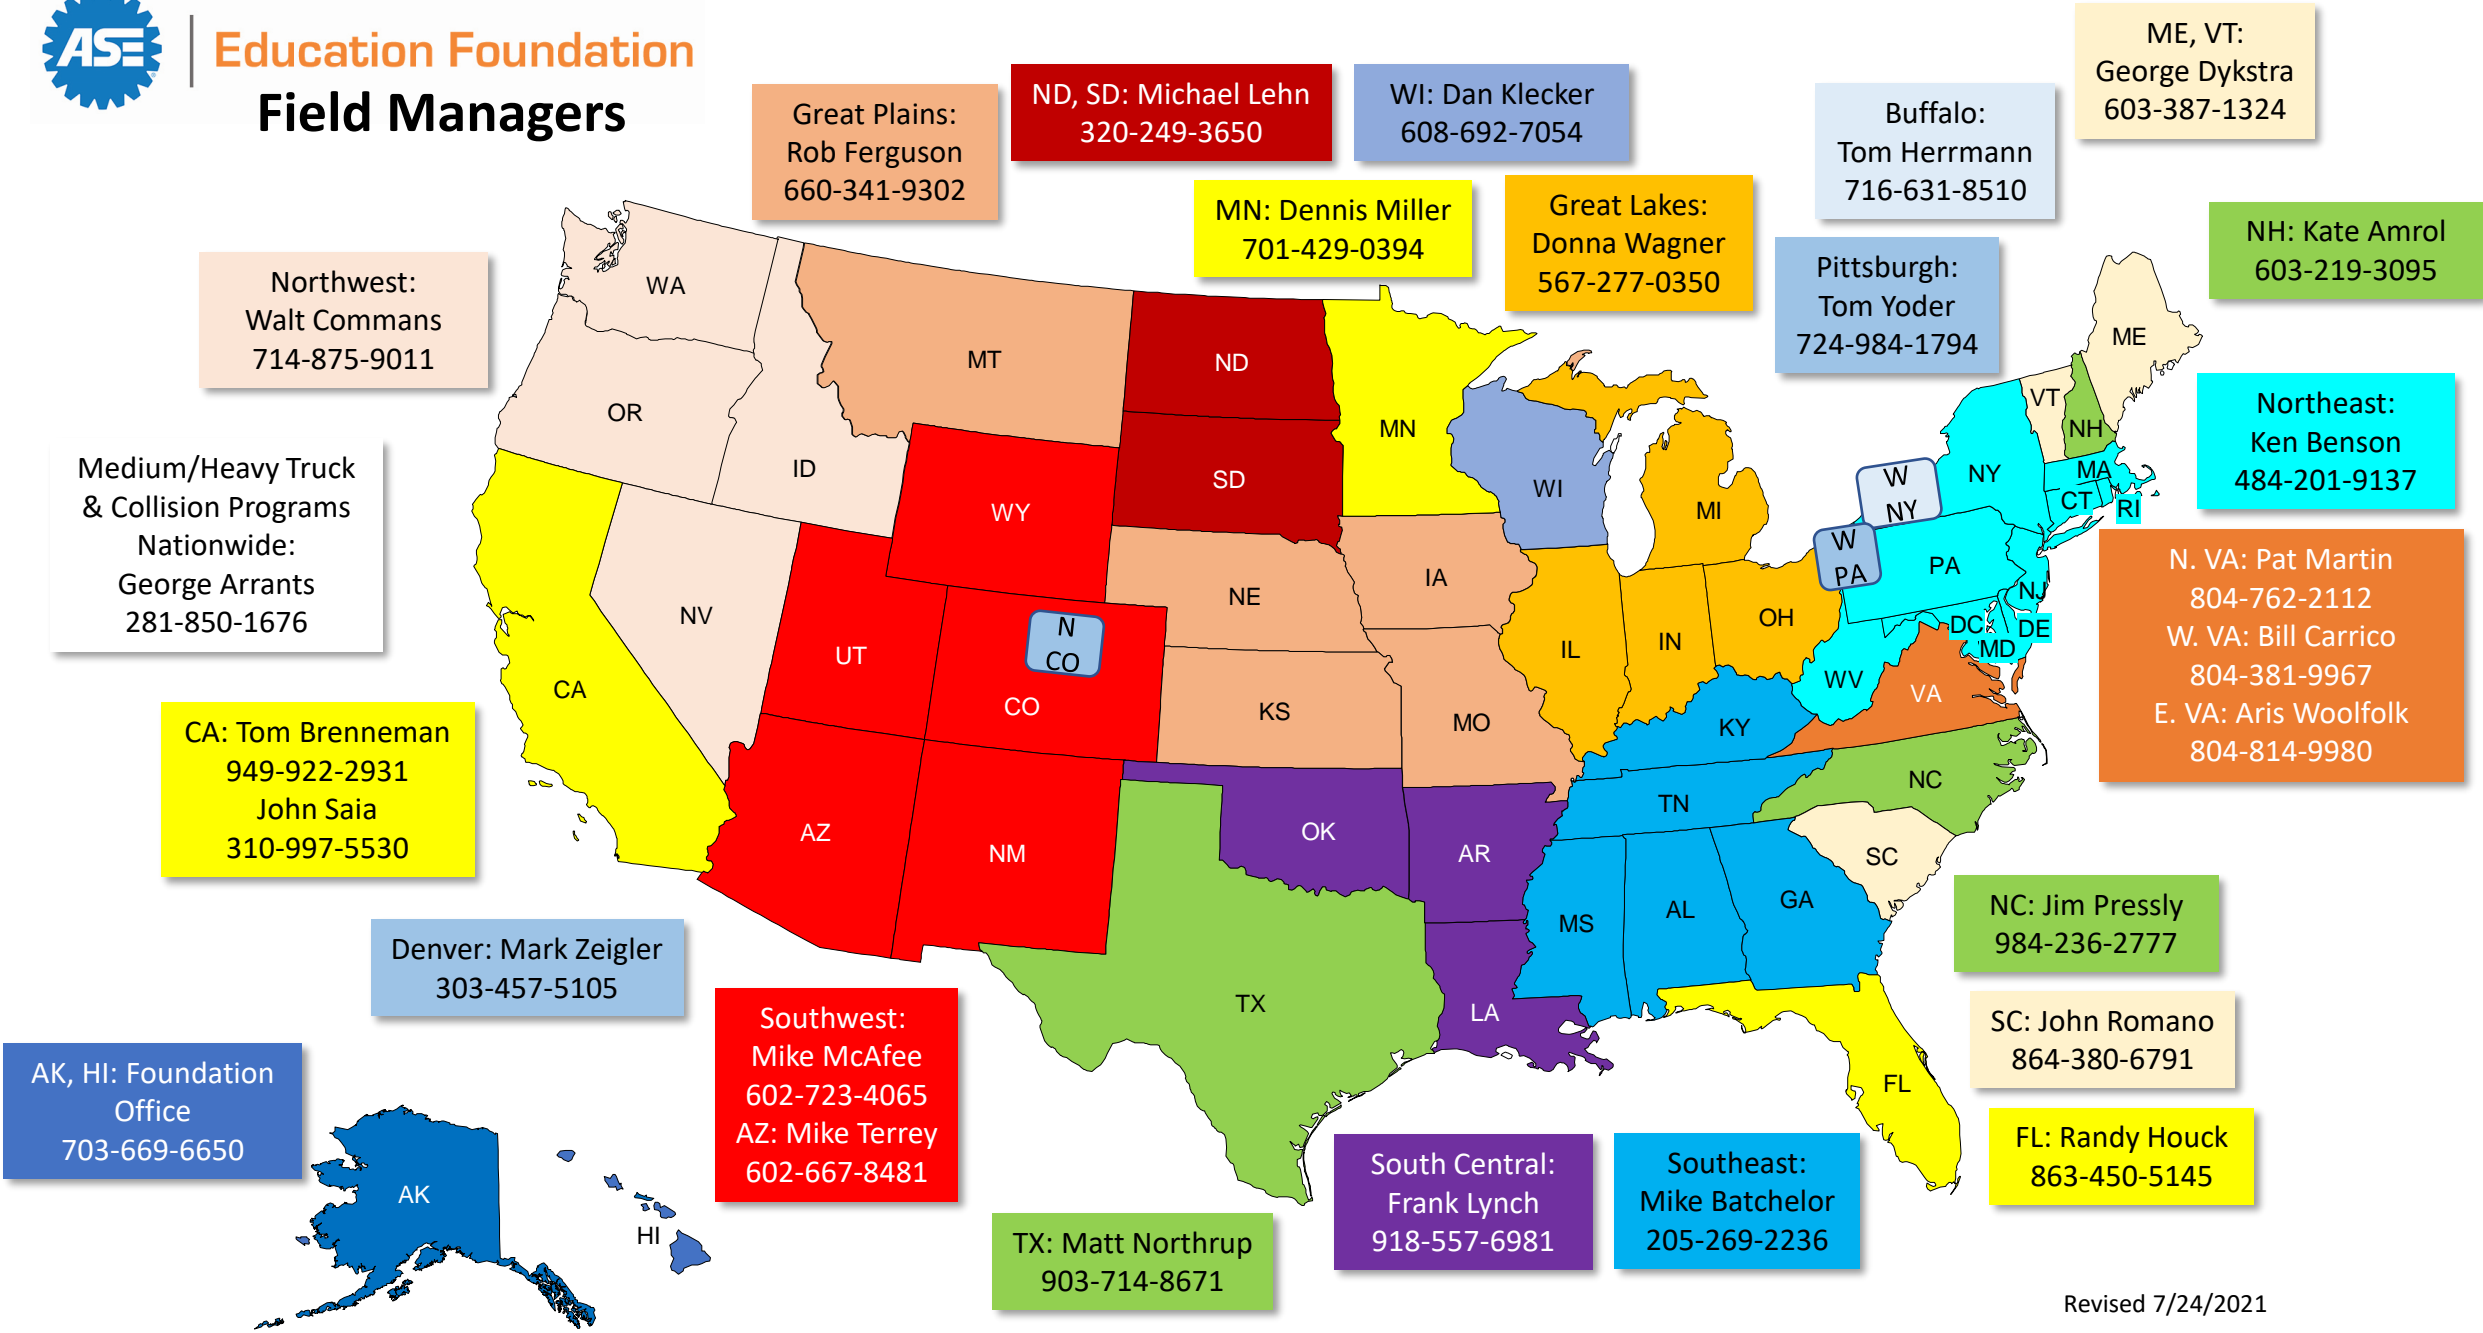 ASE
Education Foundation
Field Managers
ME, VT:
George Dykstra
603-387-1324
Great Plains:
Rob Ferguson
660-341-9302
ND, SD: Michael Lehn
320-249-3650
WI: Dan Klecker
608-692-7054
Buffalo:
Tom Herrmann
716-631-8510
MN: Dennis Miller
701-429-0394
Great Lakes:
Donna Wagner
567-277-0350
NH: Kate Amrol
603-219-3095
Northwest:
Walt Commans
714-875-9011
Pittsburgh:
Tom Yoder
724-984-1794
Northeast:
Ken Benson
484-201-9137
Medium/Heavy Truck
& Collision Programs
Nationwide:
George Arrants
281-850-1676
N. VA: Pat Martin
804-762-2112
W. VA: Bill Carrico
804-381-9967
E. VA: Aris Woolfolk
804-814-9980
CA: Tom Brenneman
949-922-2931
John Saia
310-997-5530
WA
OR
ID
MT
ND
SD
MN
WI
MI
WY
NV
UT
CA
N
CO
CO
NE
IA
KS
MO
IL
IN
OH
W
NY
W
PA
NY
PA
VT
NH
ME
MA
CT
RI
NJ
DE
DC
MD
WV
VA
KY
TN
NC
SC
AZ
NM
OK
AR
TX
LA
MS
AL
GA
FL
AK
HI
Denver: Mark Zeigler
303-457-5105
NC: Jim Pressly
984-236-2777
Southwest:
Mike McAfee
602-723-4065
AZ: Mike Terrey
602-667-8481
SC: John Romano
864-380-6791
AK, HI: Foundation
Office
703-669-6650
FL: Randy Houck
863-450-5145
South Central:
Frank Lynch
918-557-6981
Southeast:
Mike Batchelor
205-269-2236
TX: Matt Northrup
903-714-8671
Revised 7/24/2021